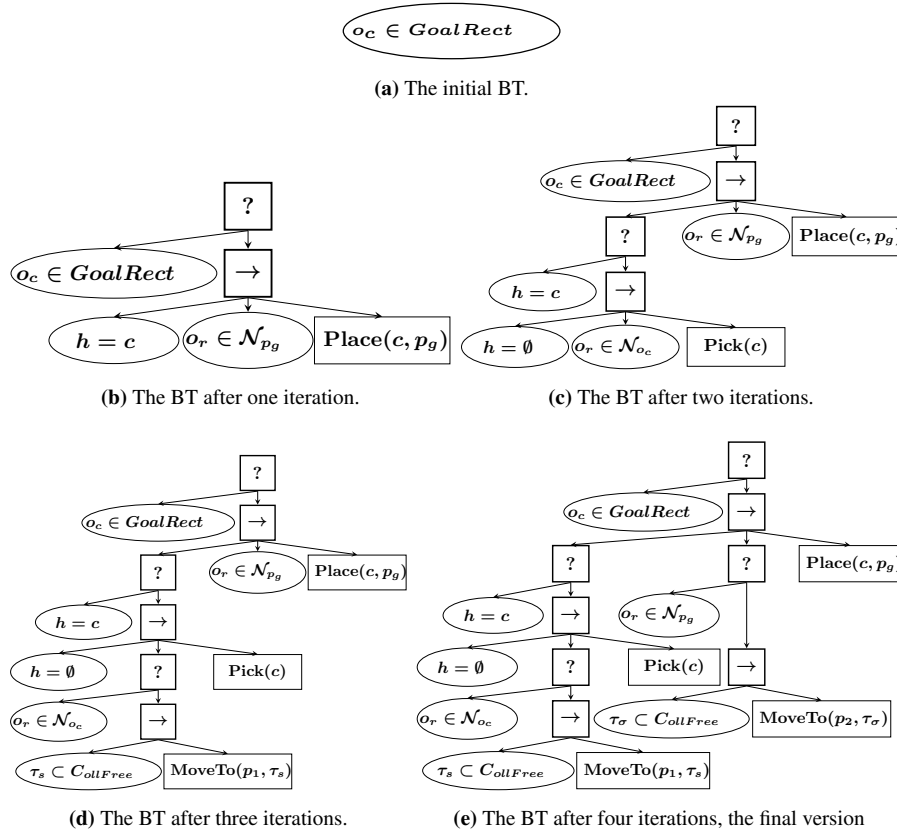 o_c ∈ GoalRect
(a) The initial BT.
?
o_c ∈ GoalRect
→
h = c
o_r ∈ N_{p_g}
Place(c, p_g)
(b) The BT after one iteration.
?
o_c ∈ GoalRect
→
?
o_r ∈ N_{p_g}
Place(c, p_g)
h = c
→
h = ∅
o_r ∈ N_{o_c}
Pick(c)
(c) The BT after two iterations.
?
o_c ∈ GoalRect
→
?
o_r ∈ N_{p_g}
Place(c, p_g)
h = c
→
h = ∅
?
Pick(c)
o_r ∈ N_{o_c}
→
τ_s ⊂ C_{ollFree}
MoveTo(p_1, τ_s)
(d) The BT after three iterations.
?
o_c ∈ GoalRect
→
?
?
Place(c, p_g)
h = c
→
o_r ∈ N_{p_g}
h = ∅
?
Pick(c)
→
o_r ∈ N_{o_c}
→
τ_σ ⊂ C_{ollFree}
MoveTo(p_2, τ_σ)
τ_s ⊂ C_{ollFree}
MoveTo(p_1, τ_s)
(e) The BT after four iterations, the final version